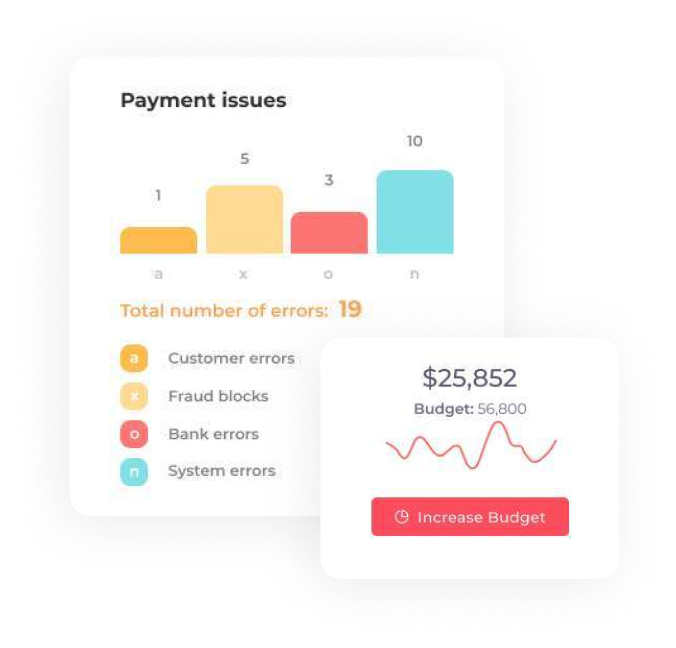 Payment issues
10
5
3
1
a x o n
Total number of errors: 19
a Customer errors
x Fraud blocks
o Bank errors
n System errors
$25,852
Budget: 56,800
Increase Budget